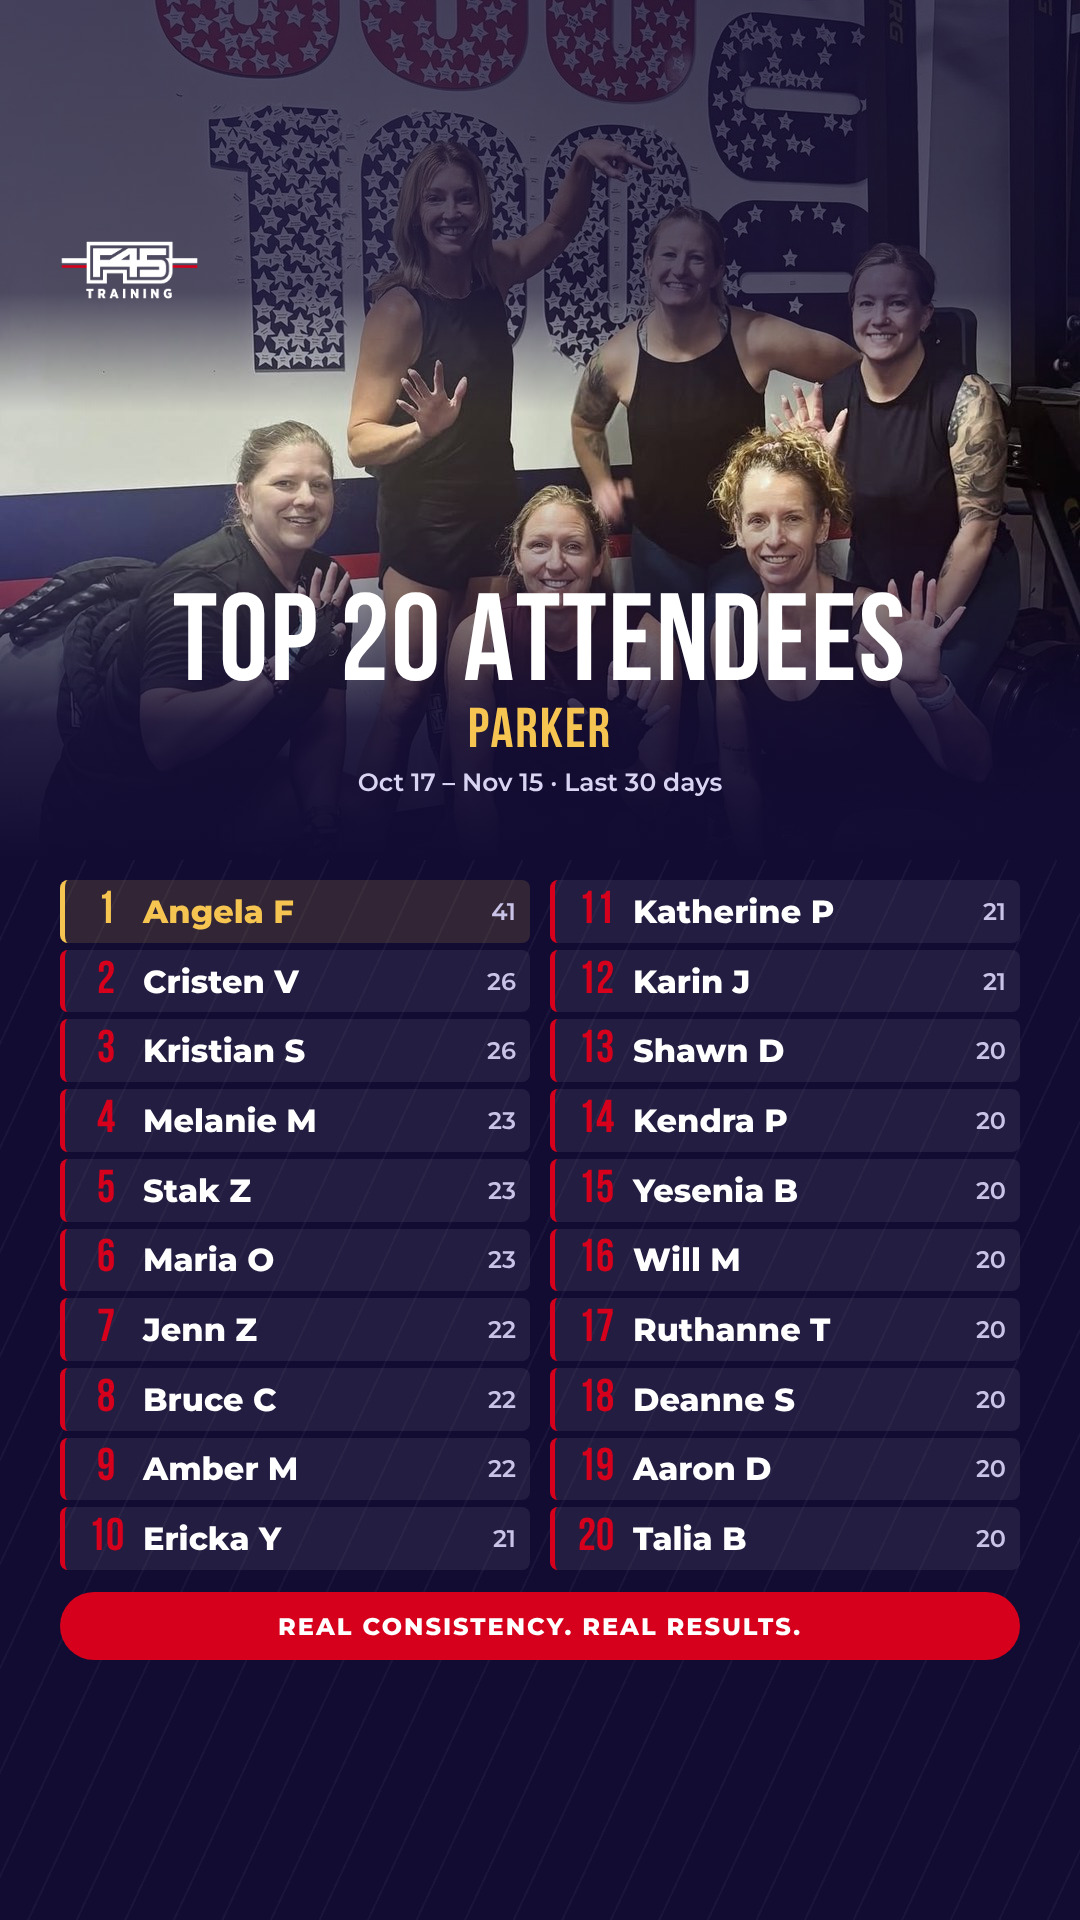 F45
TRAINING
TOP 20 ATTENDEES
PARKER
Oct 17 – Nov 15 · Last 30 days
1 Angela F 41
2 Cristen V 26
3 Kristian S 26
4 Melanie M 23
5 Stak Z 23
6 Maria O 23
7 Jenn Z 22
8 Bruce C 22
9 Amber M 22
10 Ericka Y 21
11 Katherine P 21
12 Karin J 21
13 Shawn D 20
14 Kendra P 20
15 Yesenia B 20
16 Will M 20
17 Ruthanne T 20
18 Deanne S 20
19 Aaron D 20
20 Talia B 20
REAL CONSISTENCY. REAL RESULTS.